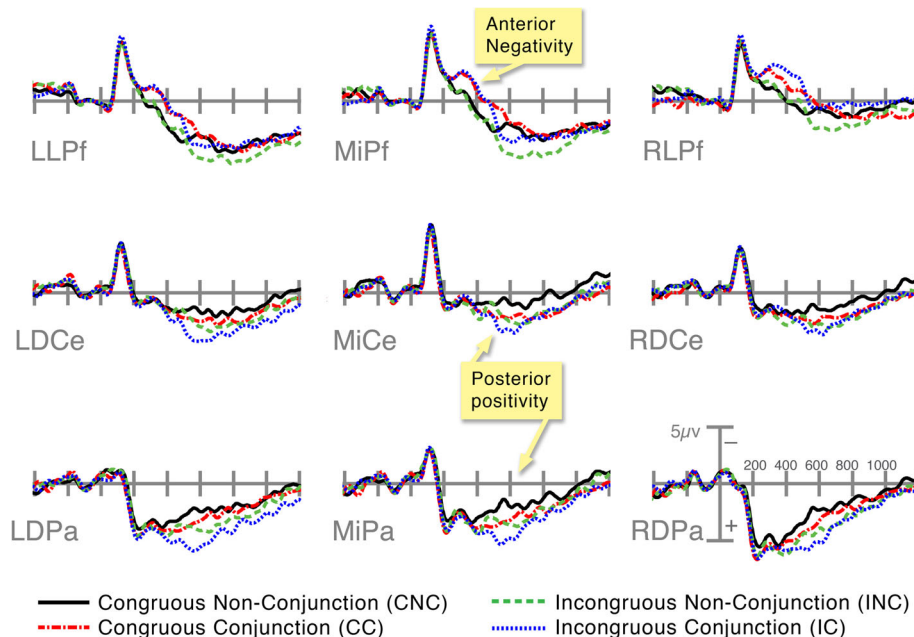 Anterior
Negativity
LLPf
MiPf
RLPf
LDCe
MiCe
RDCe
Posterior
positivity
5μv
−
200 400 600 800 1000
+
LDPa
MiPa
RDPa
Congruous Non-Conjunction (CNC)
Incongruous Non-Conjunction (INC)
Congruous Conjunction (CC)
Incongruous Conjunction (IC)